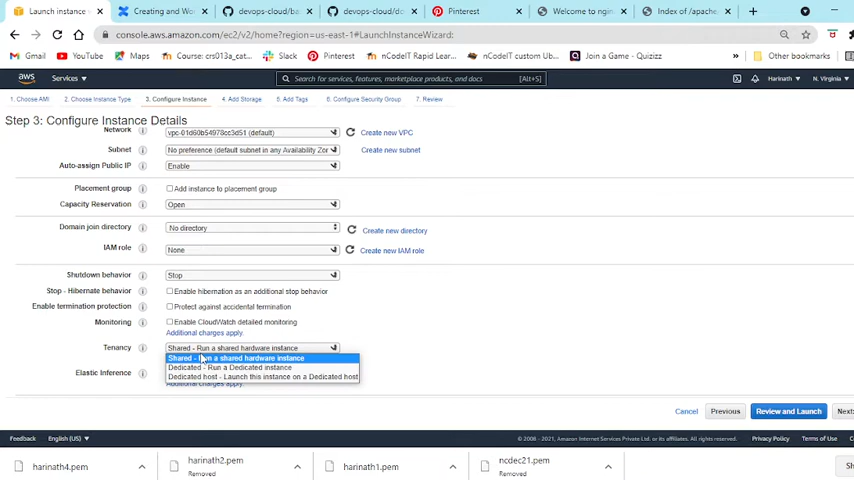 Launch instance
Creating and Wo
devops-cloud/ba
devops-cloud/do
Pinterest
Welcome to ngin
Index of /apache
console.aws.amazon.com/ec2/v2/home?region=us-east-1#LaunchInstanceWizard:
Gmail
YouTube
Maps
Course: crs013a_cat...
Pinterest
nCodeIT Rapid Lear...
nCodeIT custom Ub...
Join a Game - Quizizz
Other bookmarks
aws
Services
Search for services, features, marketplace products, and docs
[Alt+S]
Harinath
N. Virginia
1. Choose AMI
2. Choose Instance Type
3. Configure Instance
4. Add Storage
5. Add Tags
6. Configure Security Group
7. Review
Step 3: Configure Instance Details
Network
vpc-01d60b54978cc3d51 (default)
Create new VPC
Subnet
No preference (default subnet in any Availability Zon
Create new subnet
Auto-assign Public IP
Enable
Placement group
Add instance to placement group
Capacity Reservation
Open
Domain join directory
No directory
Create new directory
IAM role
None
Create new IAM role
Shutdown behavior
Stop
Stop - Hibernate behavior
Enable hibernation as an additional stop behavior
Enable termination protection
Protect against accidental termination
Monitoring
Enable CloudWatch detailed monitoring
Additional charges apply.
Tenancy
Shared - Run a shared hardware instance
Shared - Run a shared hardware instance
Dedicated - Run a Dedicated instance
Dedicated host - Launch this instance on a Dedicated host
Elastic Inference
Additional charges apply.
Cancel
Previous
Review and Launch
Next:
Feedback
English (US)
© 2008 - 2021, Amazon Internet Services Private Ltd. or its affiliates. All rights reserved.
Privacy Policy
Terms of Use
harinath4.pem
harinath2.pem
Removed
harinath1.pem
ncdec21.pem
Removed
Sh